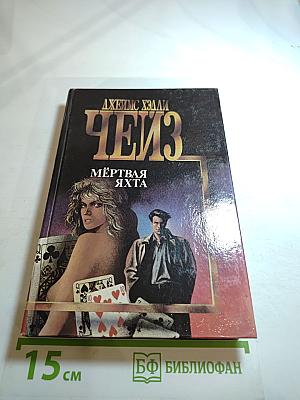 ДЖЕЙМС ХЭДЛИ
ЧЕЙЗ
МЁРТВАЯ
ЯХТА
15 см
БФ БИБЛИОФАН